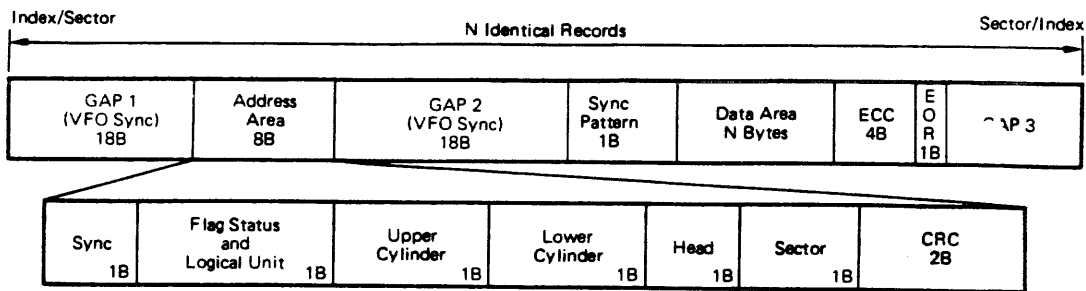 Index/Sector
Sector/Index
N Identical Records
GAP 1
(VFO Sync)
18B
Address
Area
8B
GAP 2
(VFO Sync)
18B
Sync
Pattern
1B
Data Area
N Bytes
ECC
4B
E
O
R
1B
3
Sync
1B
Flag Status
and
Logical Unit
1B
Upper
Cylinder
1B
Lower
Cylinder
1B
Head
1B
Sector
1B
CRC
2B